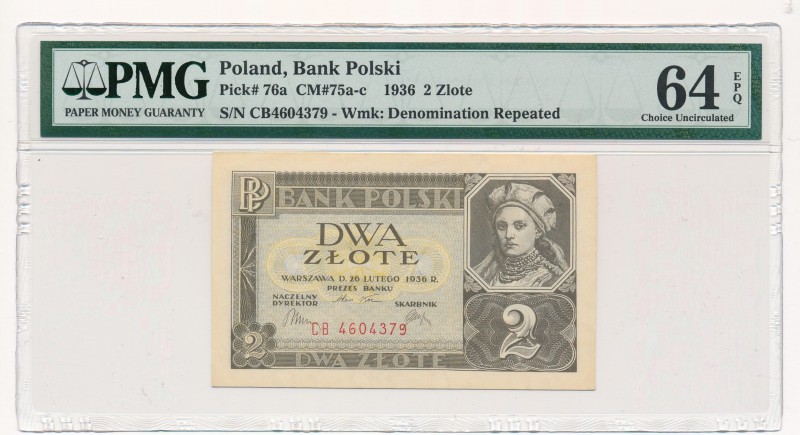 PMG
PAPER MONEY GUARANTY
Poland, Bank Polski
Pick# 76a CM#75a-c 1936 2 Zlote
S/N CB4604379 - Wmk: Denomination Repeated
64 EPQ
Choice Uncirculated
BP
BANK POLSKI
DWA
ZŁOTE
WARSZAWA D. 26 LUTEGO 1936 R.
PREZES BANKU
NACZELNY
DYREKTOR
SKARBNIK
CB 4604379
2
2
DWA ZŁOTE